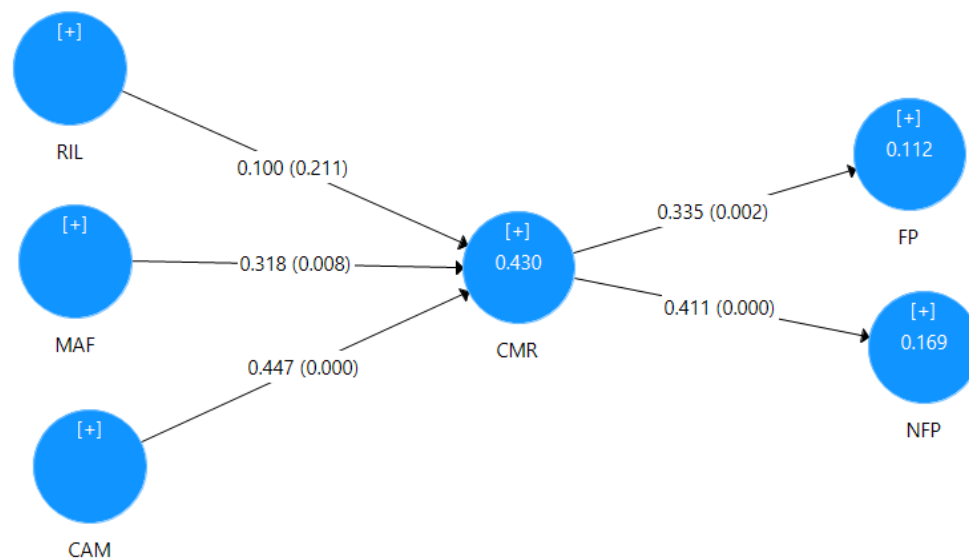 [+]
RIL
0.100 (0.211)
[+]
MAF
0.318 (0.008)
[+]
CAM
0.447 (0.000)
[+]
0.430
CMR
0.335 (0.002)
[+]
0.112
FP
0.411 (0.000)
[+]
0.169
NFP